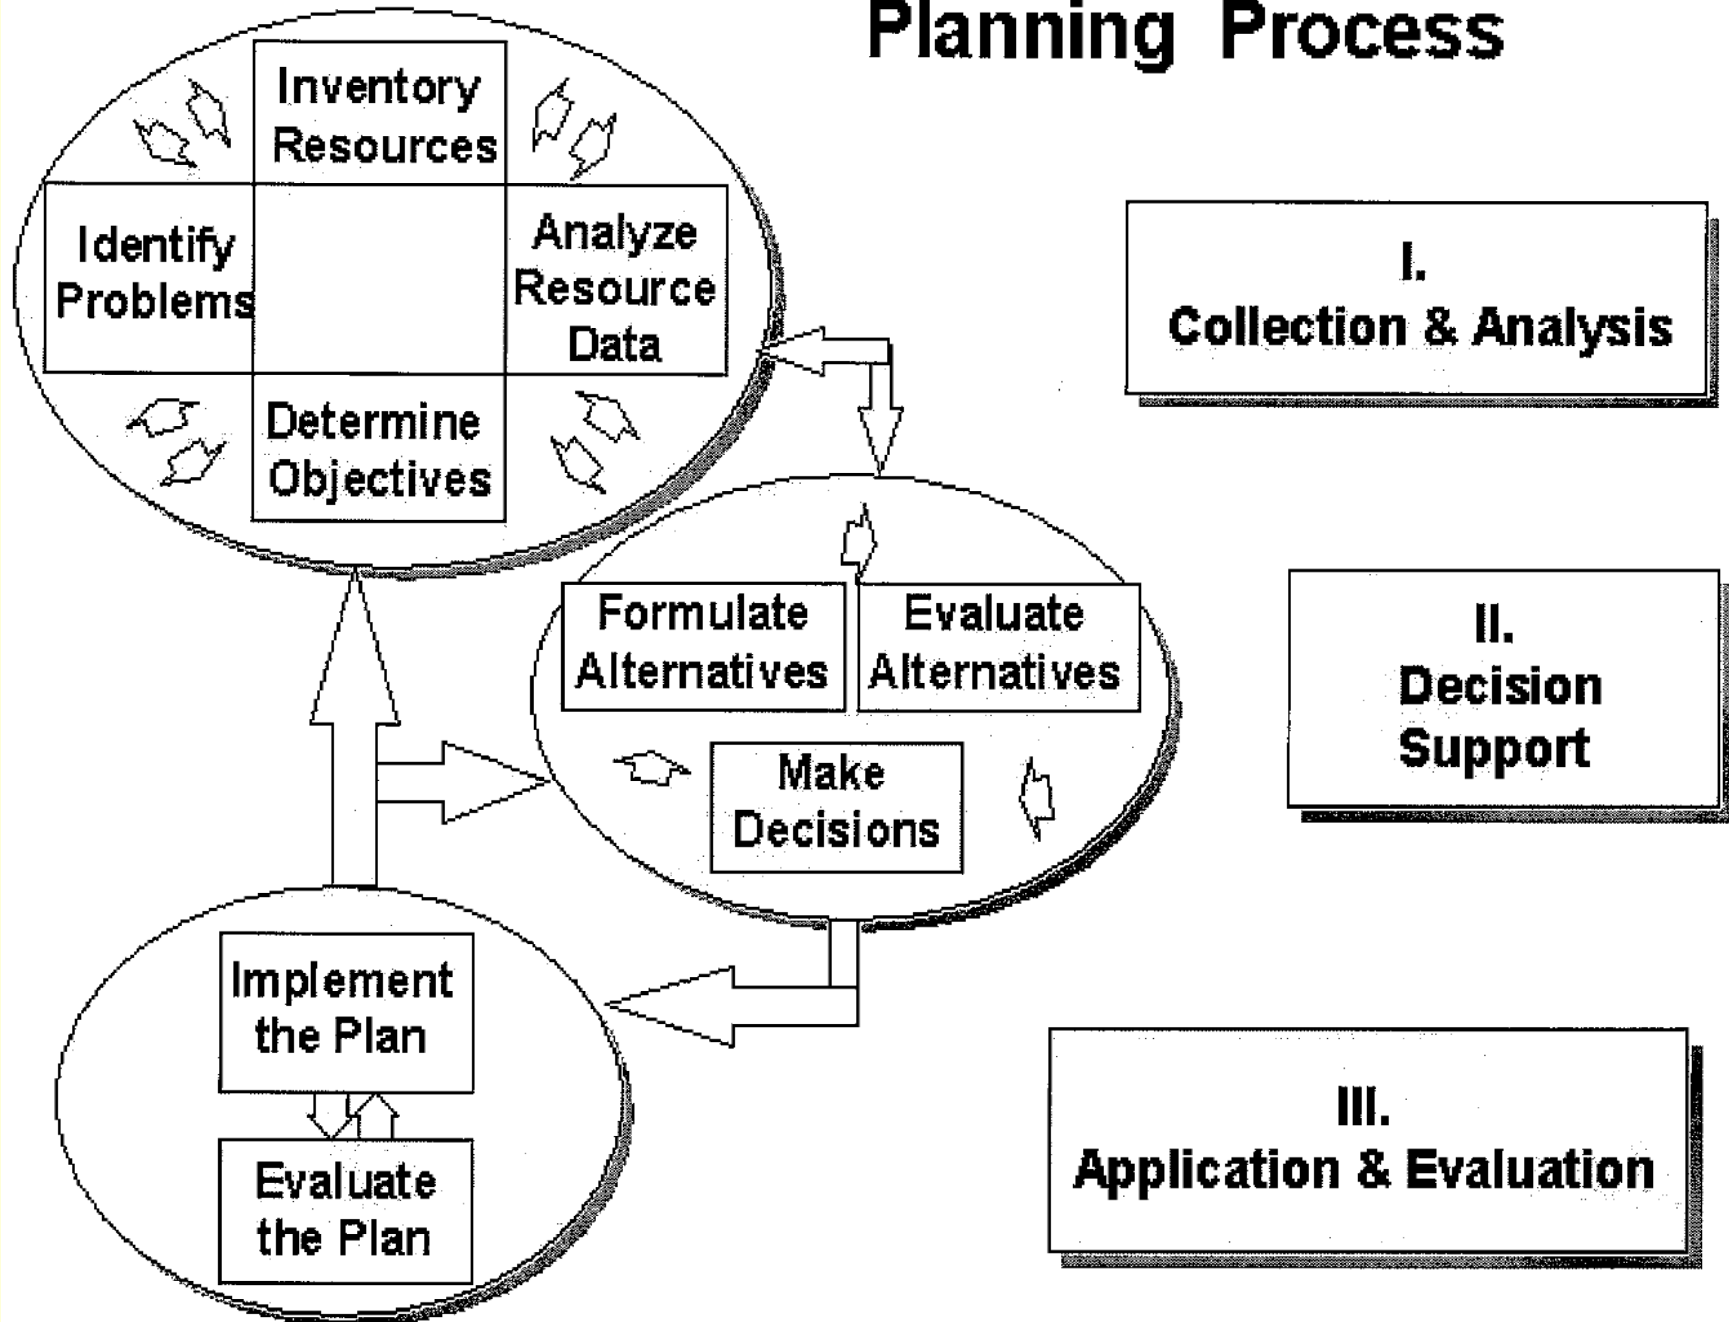 Planning Process
Inventory
Resources
Identify
Problems
Analyze
Resource
Data
Determine
Objectives
I.
Collection & Analysis
Formulate
Alternatives
Evaluate
Alternatives
Make
Decisions
II.
Decision
Support
Implement
the Plan
Evaluate
the Plan
III.
Application & Evaluation